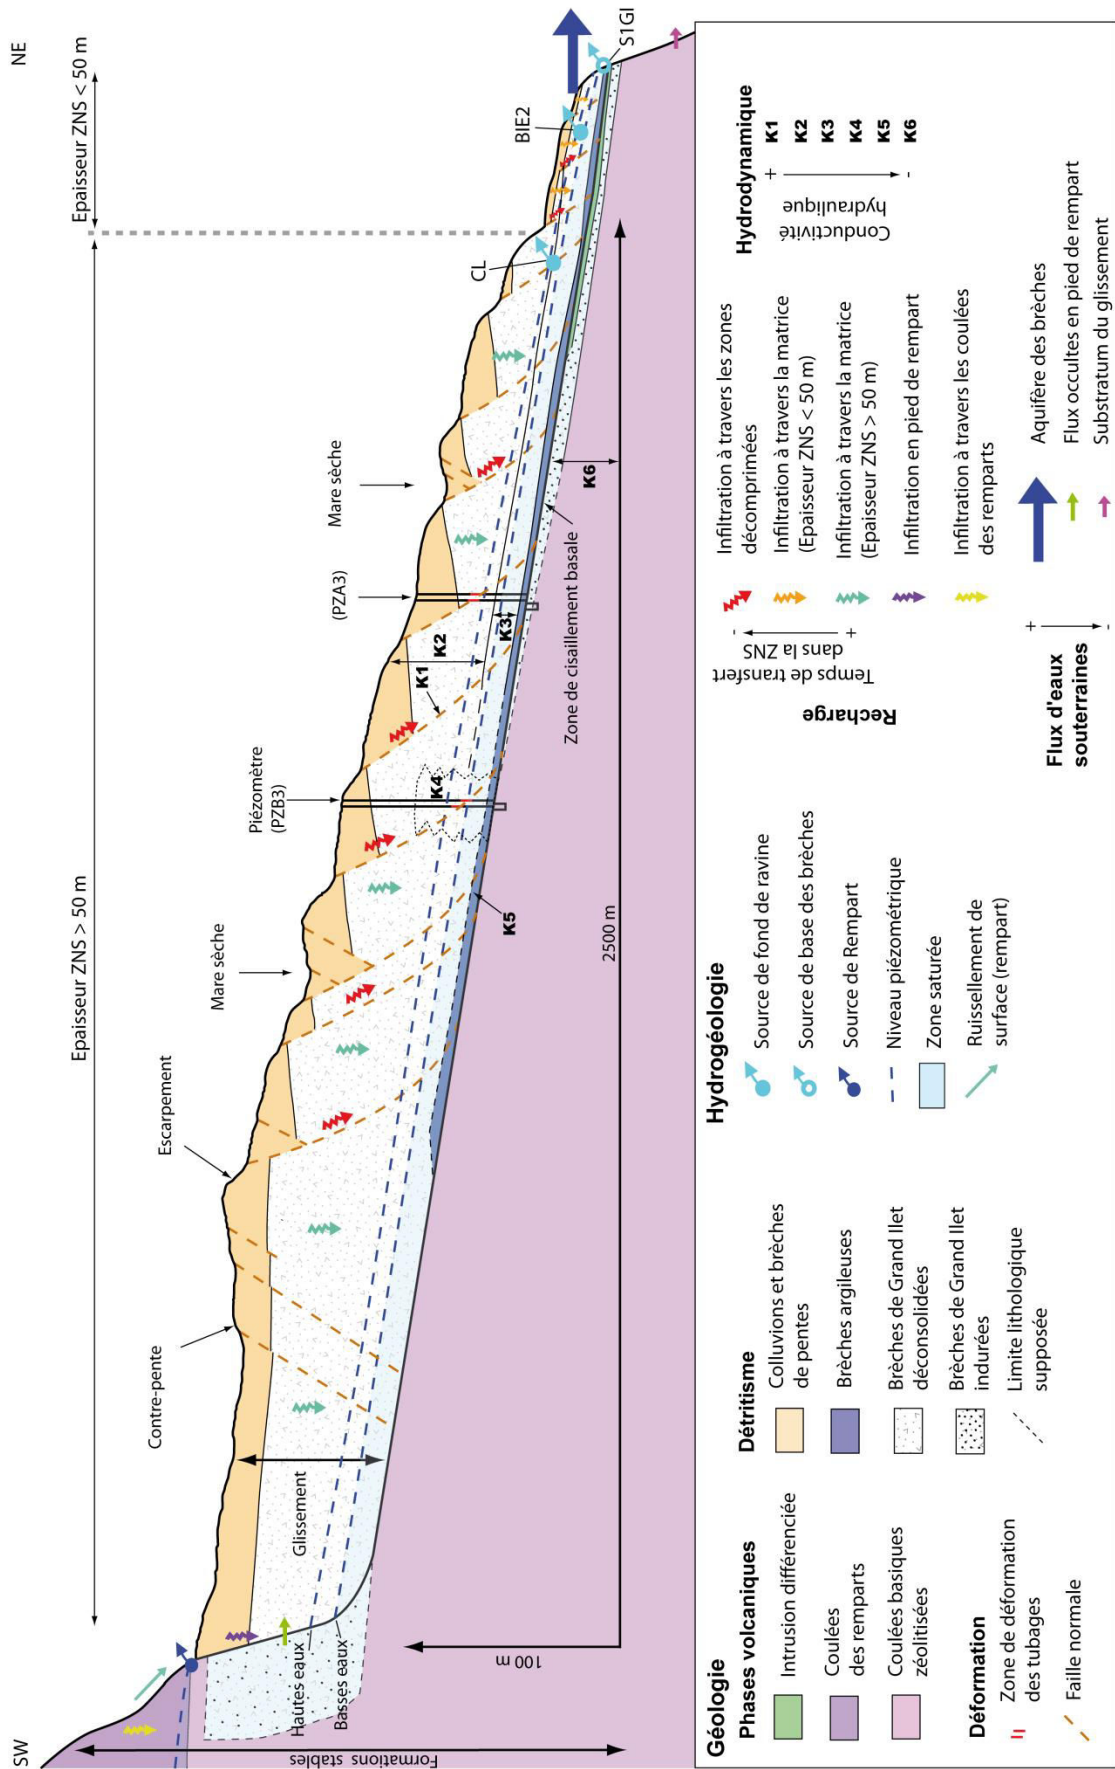 SW
NE
Epaisseur ZNS > 50 m
Epaisseur ZNS < 50 m
Contre-pente
Escarpement
Mare sèche
Piézomètre
(PZB3)
(PZA3)
Mare sèche
CL
BIE2
S1GI
Glissement
Hautes eaux
Basses eaux
Formations stables
100 m
2500 m
K1
K2
K3
K4
K5
K6
Zone de cisaillement basale
Géologie
Phases volcaniques
Intrusion différenciée
Coulées
des remparts
Coulées basiques
zéolitisées
Déformation
Zone de déformation
des tubages
Faille normale
Détritisme
Colluvions et brèches
de pentes
Brèches argileuses
Brèches de Grand Ilet
déconsolidées
Brèches de Grand Ilet
indurées
Limite lithologique
supposée
Hydrogéologie
Source de fond de ravine
Source de base des brèches
Source de Rempart
Niveau piézométrique
Zone saturée
Ruissellement de
surface (rempart)
Recharge
Temps de transfert
dans la ZNS
-
+
Infiltration à travers les zones
décomprimées
Infiltration à travers la matrice
(Epaisseur ZNS < 50 m)
Infiltration à travers la matrice
(Epaisseur ZNS > 50 m)
Infiltration en pied de rempart
Infiltration à travers les coulées
des remparts
Flux d'eaux
souterraines
+
-
Aquifère des brèches
Flux occultes en pied de rempart
Substratum du glissement
Hydrodynamique
Conductivité
hydraulique
+
-
K1
K2
K3
K4
K5
K6